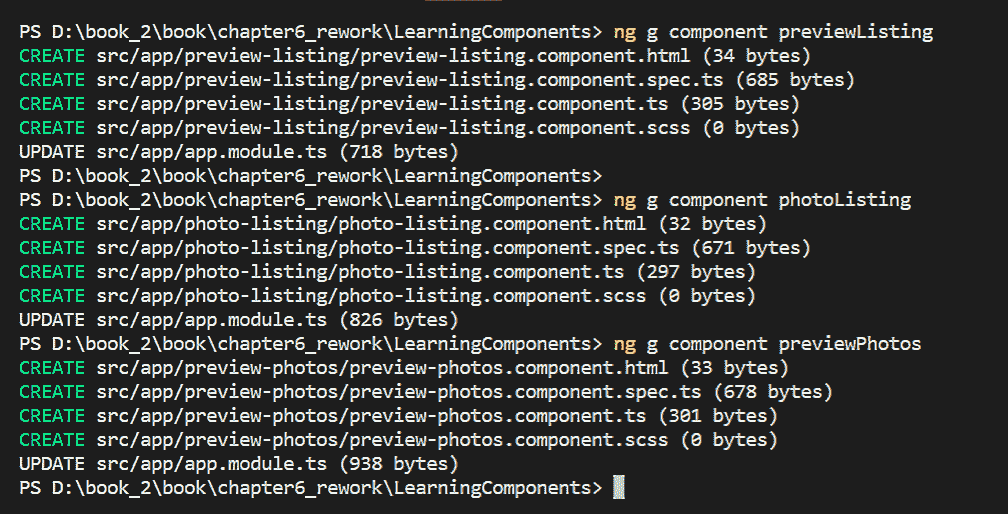 PS D:\book_2\book\chapter6_rework\LearningComponents> ng g component previewListing
CREATE src/app/preview-listing/preview-listing.component.html (34 bytes)
CREATE src/app/preview-listing/preview-listing.component.spec.ts (685 bytes)
CREATE src/app/preview-listing/preview-listing.component.ts (305 bytes)
CREATE src/app/preview-listing/preview-listing.component.scss (0 bytes)
UPDATE src/app/app.module.ts (718 bytes)
PS D:\book_2\book\chapter6_rework\LearningComponents>
PS D:\book_2\book\chapter6_rework\LearningComponents> ng g component photoListing
CREATE src/app/photo-listing/photo-listing.component.html (32 bytes)
CREATE src/app/photo-listing/photo-listing.component.spec.ts (671 bytes)
CREATE src/app/photo-listing/photo-listing.component.ts (297 bytes)
CREATE src/app/photo-listing/photo-listing.component.scss (0 bytes)
UPDATE src/app/app.module.ts (826 bytes)
PS D:\book_2\book\chapter6_rework\LearningComponents> ng g component previewPhotos
CREATE src/app/preview-photos/preview-photos.component.html (33 bytes)
CREATE src/app/preview-photos/preview-photos.component.spec.ts (678 bytes)
CREATE src/app/preview-photos/preview-photos.component.ts (301 bytes)
CREATE src/app/preview-photos/preview-photos.component.scss (0 bytes)
UPDATE src/app/app.module.ts (938 bytes)
PS D:\book_2\book\chapter6_rework\LearningComponents>